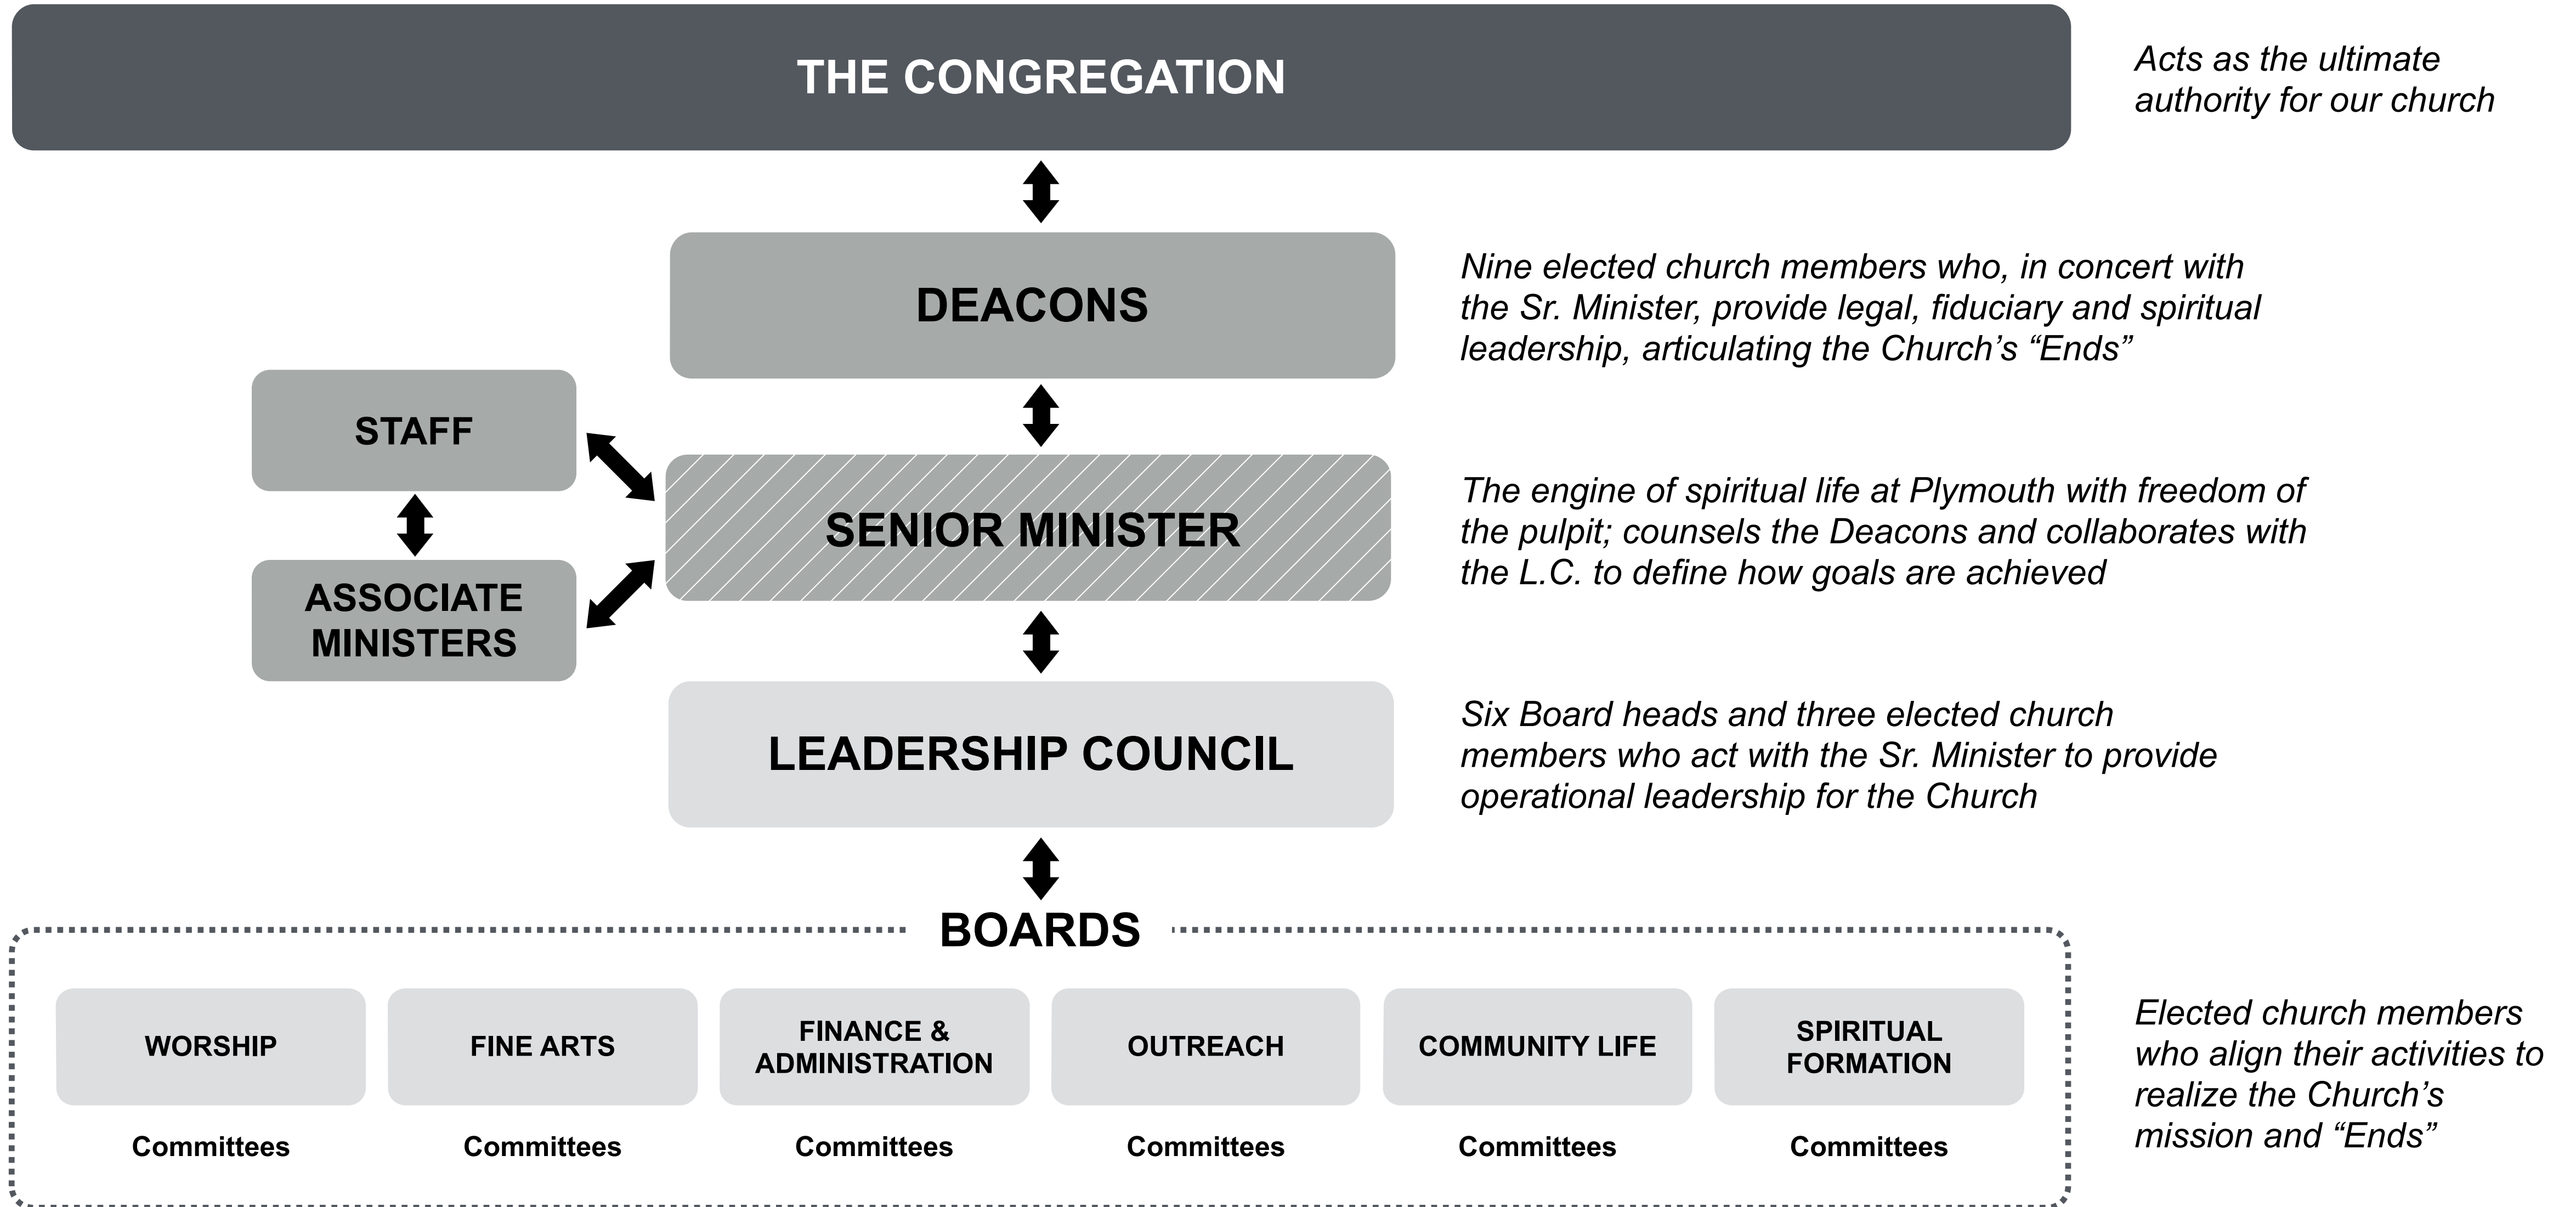 THE CONGREGATION
Acts as the ultimate
authority for our church
DEACONS
Nine elected church members who, in concert with
the Sr. Minister, provide legal, fiduciary and spiritual
leadership, articulating the Church’s “Ends”
STAFF
SENIOR MINISTER
The engine of spiritual life at Plymouth with freedom of
the pulpit; counsels the Deacons and collaborates with
the L.C. to define how goals are achieved
ASSOCIATE
MINISTERS
LEADERSHIP COUNCIL
Six Board heads and three elected church
members who act with the Sr. Minister to provide
operational leadership for the Church
BOARDS
WORSHIP
FINE ARTS
FINANCE &
ADMINISTRATION
OUTREACH
COMMUNITY LIFE
SPIRITUAL
FORMATION
Committees
Committees
Committees
Committees
Committees
Committees
Elected church members
who align their activities to
realize the Church’s
mission and “Ends”